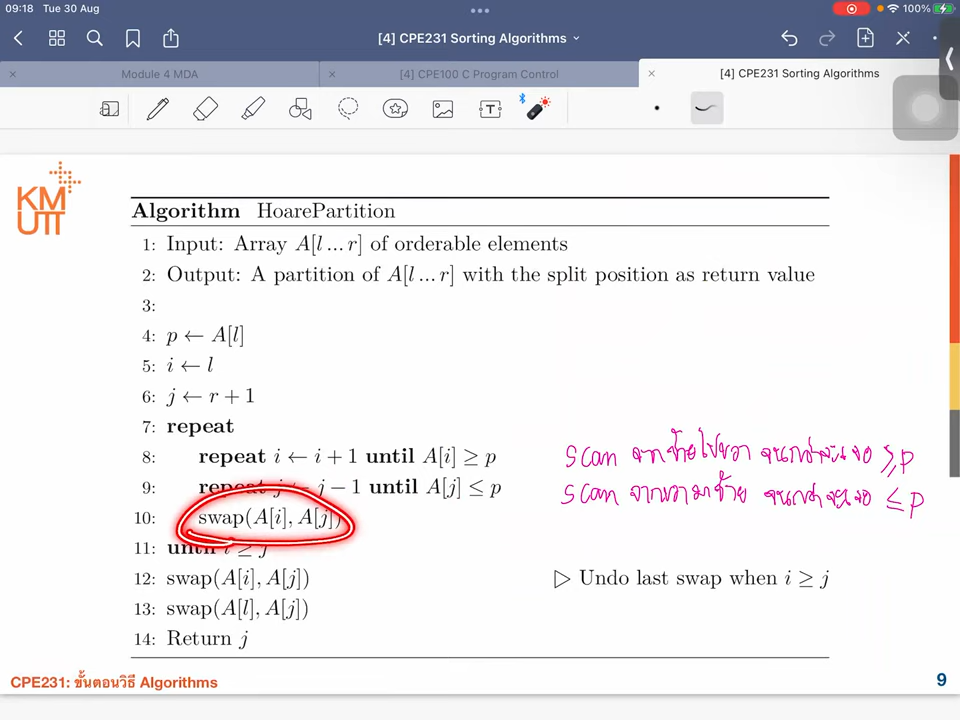 09:18 Tue 30 Aug
100%
[4] CPE231 Sorting Algorithms
Module 4 MDA
[4] CPE100 C Program Control
[4] CPE231 Sorting Algorithms
KM
UTT
Algorithm HoarePartition
1: Input: Array A[l ... r] of orderable elements
2: Output: A partition of A[l ... r] with the split position as return value
3:
4: p ← A[l]
5: i ← l
6: j ← r + 1
7: repeat
8: repeat i ← i + 1 until A[i] ≥ p
scan จากซ้ายไปขวา จนกว่าจะเจอ ≥ p
9: repeat j ← j − 1 until A[j] ≤ p
scan จากขวามาซ้าย จนกว่าจะเจอ ≤ p
10: swap(A[i], A[j])
11: until i ≥ j
12: swap(A[i], A[j])
▷ Undo last swap when i ≥ j
13: swap(A[l], A[j])
14: Return j
CPE231: ขั้นตอนวิธี Algorithms
9